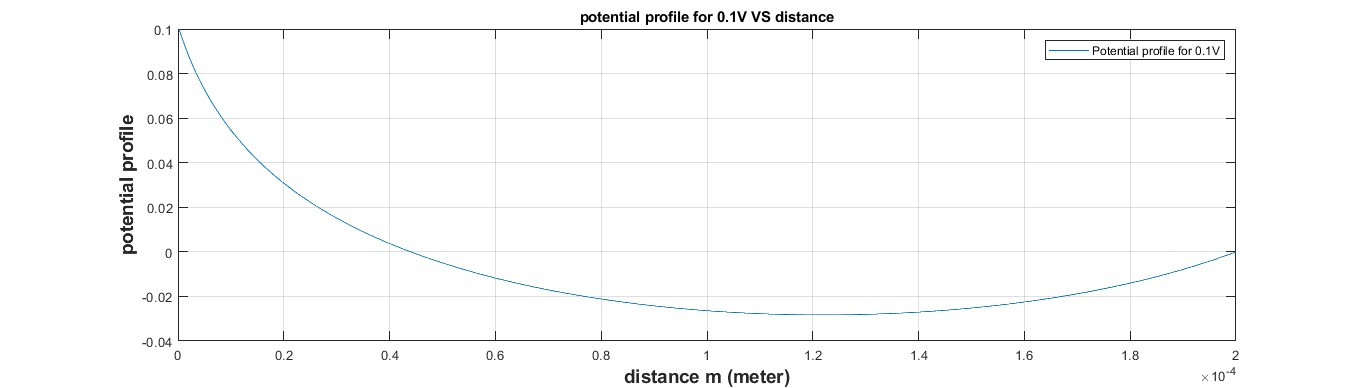 potential profile for 0.1V VS distance
Potential profile for 0.1V
0.1
0.08
0.06
0.04
0.02
0
-0.02
-0.04
potential profile
0 0.2 0.4 0.6 0.8 1 1.2 1.4 1.6 1.8 2
distance m (meter)
×10⁻⁴